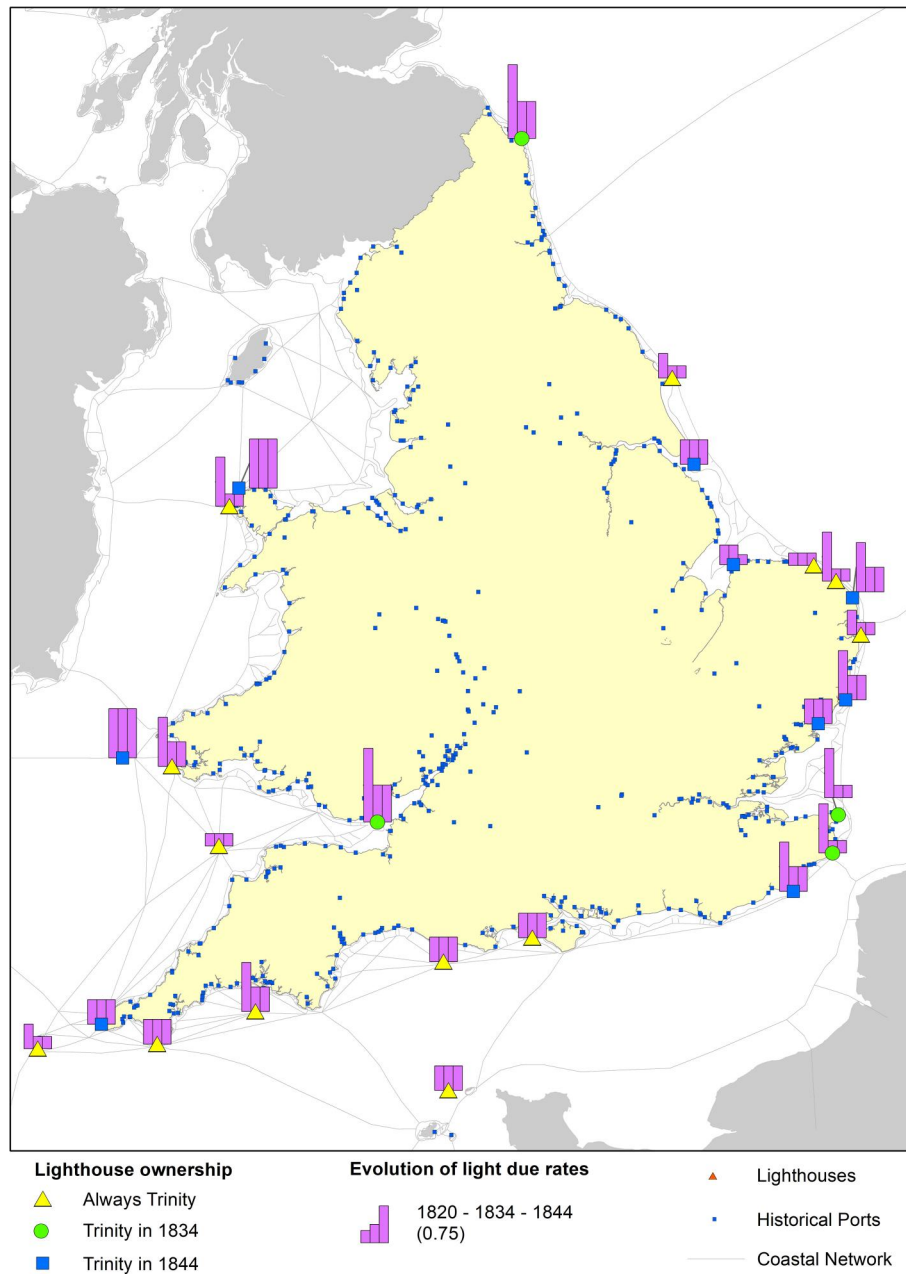 Lighthouse ownership
Always Trinity
Trinity in 1834
Trinity in 1844
Evolution of light due rates
1820 - 1834 - 1844
(0.75)
Lighthouses
Historical Ports
Coastal Network